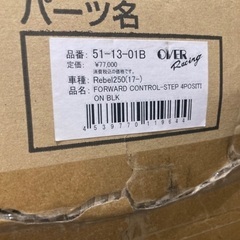 パーツ名
品番: 51-13-01B
定価: ¥77,000
消費税込の価格です。
OVER Racing
車種: Rebel250(17~)
品名: FORWARD CONTROL-STEP 4POSITI
ON BLK
4539770118644